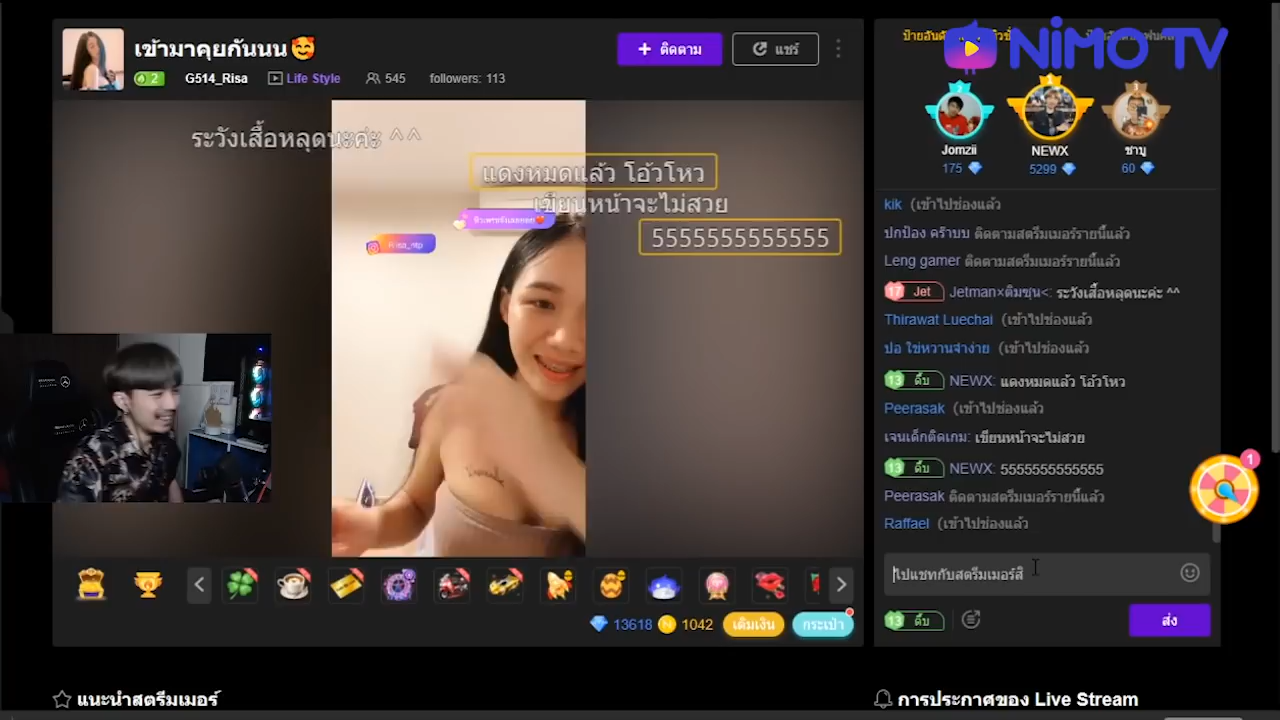 เข้ามาคุยกันนน🥰
2
G514_Risa
Life Style
545
followers: 113
ติดตาม
แชร์
NIMO TV
ระวังเสื้อหลุดนะค่ะ ^^
แดงหมดแล้ว โอ้วโหว
เขียนหน้าจะไม่สวย
5555555555555
Risa_ntp
Jomzii
175
NEWX
5299
ชาบู
60
kik (เข้าไปช่องแล้ว
ปกป้อง คร๊าบบ ติดตามสตรีมเมอร์รายนี้แล้ว
Leng gamer ติดตามสตรีมเมอร์รายนี้แล้ว
17 Jet Jetman×ติมซุน<: ระวังเสื้อหลุดนะค่ะ ^^
Thirawat Luechai (เข้าไปช่องแล้ว
ปอ ใข่หวานจ๋าง่าย (เข้าไปช่องแล้ว
13 ดึ๊บ NEWX: แดงหมดแล้ว โอ้วโหว
Peerasak (เข้าไปช่องแล้ว
เจนเด็กติดเกม: เขียนหน้าจะไม่สวย
13 ดึ๊บ NEWX: 5555555555555
Peerasak ติดตามสตรีมเมอร์รายนี้แล้ว
Raffael (เข้าไปช่องแล้ว
1
ไปแชทกับสตรีมเมอร์สิ
13 ดึ๊บ
ส่ง
13618
1042
เติมเงิน
กระเป๋า
แนะนำสตรีมเมอร์
การประกาศของ Live Stream